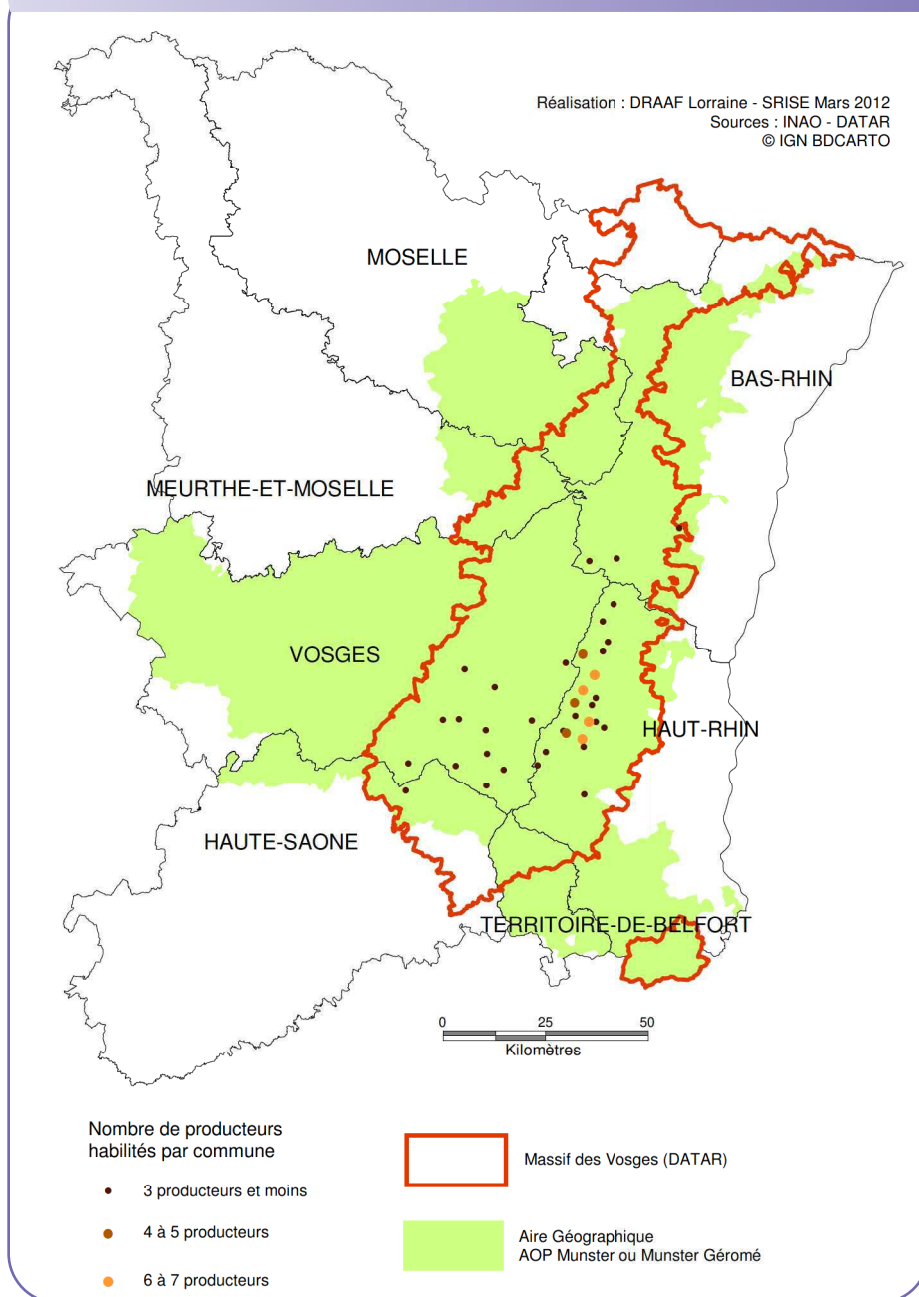 Réalisation : DRAAF Lorraine - SRISE Mars 2012
Sources : INAO - DATAR
© IGN BDCARTO
MOSELLE
BAS-RHIN
MEURTHE-ET-MOSELLE
VOSGES
HAUT-RHIN
HAUTE-SAONE
TERRITOIRE-DE-BELFORT
0 25 50
Kilomètres
Nombre de producteurs
habilités par commune
3 producteurs et moins
4 à 5 producteurs
6 à 7 producteurs
Massif des Vosges (DATAR)
Aire Géographique
AOP Munster ou Munster Géromé